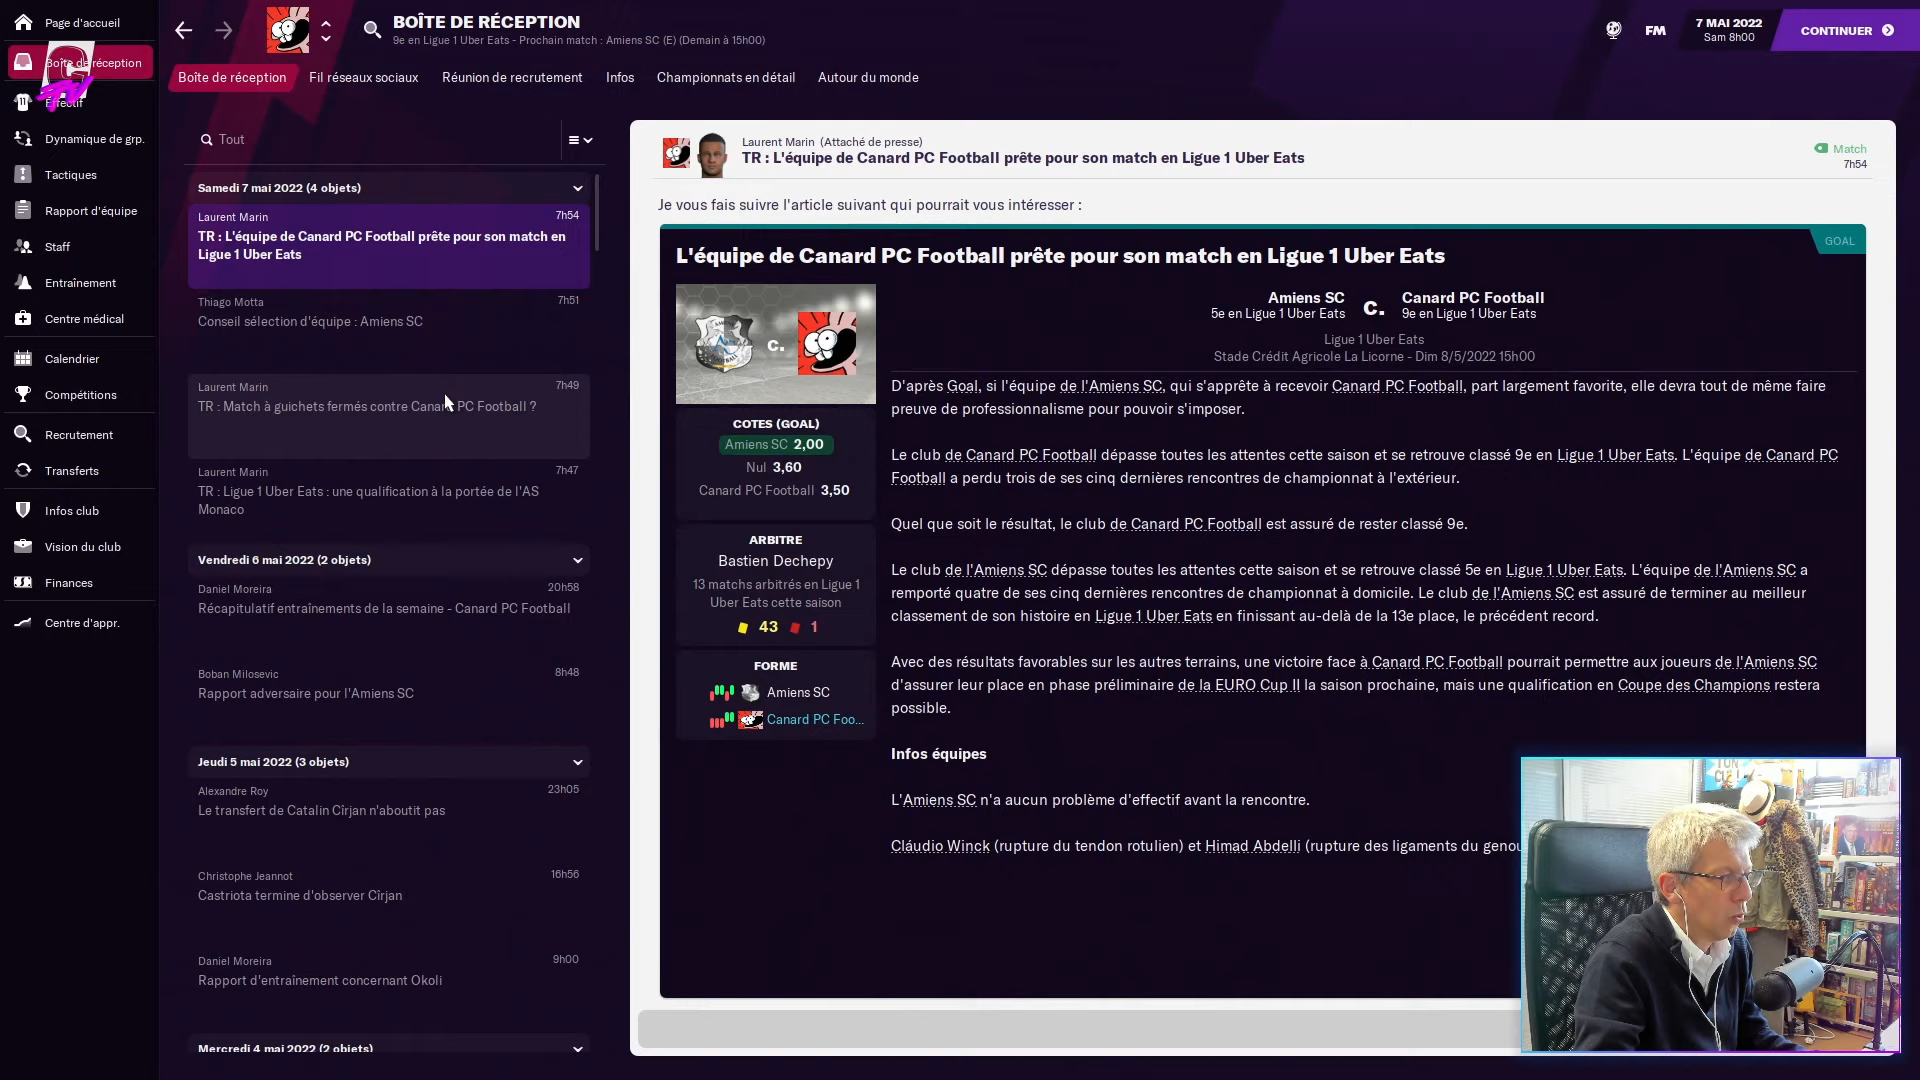 Page d'accueil
Boîte de réception
Effectif
Dynamique de grp.
Tactiques
Rapport d'équipe
Staff
Entraînement
Centre médical
Calendrier
Compétitions
Recrutement
Transferts
Infos club
Vision du club
Finances
Centre d'appr.
BOÎTE DE RÉCEPTION
9e en Ligue 1 Uber Eats - Prochain match : Amiens SC (E) (Demain à 15h00)
FM
7 MAI 2022
Sam 8h00
CONTINUER
Boîte de réception
Fil réseaux sociaux
Réunion de recrutement
Infos
Championnats en détail
Autour du monde
Tout
Samedi 7 mai 2022 (4 objets)
Laurent Marin 7h54
TR : L'équipe de Canard PC Football prête pour son match en
Ligue 1 Uber Eats
Thiago Motta 7h51
Conseil sélection d'équipe : Amiens SC
Laurent Marin 7h49
TR : Match à guichets fermés contre Canard PC Football ?
Laurent Marin 7h47
TR : Ligue 1 Uber Eats : une qualification à la portée de l'AS
Monaco
Vendredi 6 mai 2022 (2 objets)
Daniel Moreira 20h58
Récapitulatif entraînements de la semaine - Canard PC Football
Boban Milosevic 8h48
Rapport adversaire pour l'Amiens SC
Jeudi 5 mai 2022 (3 objets)
Alexandre Roy 23h05
Le transfert de Catalin Cîrjan n'aboutit pas
Christophe Jeannot 16h56
Castriota termine d'observer Cîrjan
Daniel Moreira 9h00
Rapport d'entraînement concernant Okoli
Mercredi 4 mai 2022 (2 objets)
Laurent Marin (Attaché de presse)
TR : L'équipe de Canard PC Football prête pour son match en Ligue 1 Uber Eats
Match
7h54
Je vous fais suivre l'article suivant qui pourrait vous intéresser :
GOAL
L'équipe de Canard PC Football prête pour son match en Ligue 1 Uber Eats
c.
Amiens SC c. Canard PC Football
5e en Ligue 1 Uber Eats 9e en Ligue 1 Uber Eats
Ligue 1 Uber Eats
Stade Crédit Agricole La Licorne - Dim 8/5/2022 15h00
COTES (GOAL)
Amiens SC 2,00
Nul 3,60
Canard PC Football 3,50
ARBITRE
Bastien Dechepy
13 matchs arbitrés en Ligue 1
Uber Eats cette saison
43 1
FORME
Amiens SC
Canard PC Foo...
D'après Goal, si l'équipe de l'Amiens SC, qui s'apprête à recevoir Canard PC Football, part largement favorite, elle devra tout de même faire
preuve de professionnalisme pour pouvoir s'imposer.
Le club de Canard PC Football dépasse toutes les attentes cette saison et se retrouve classé 9e en Ligue 1 Uber Eats. L'équipe de Canard PC
Football a perdu trois de ses cinq dernières rencontres de championnat à l'extérieur.
Quel que soit le résultat, le club de Canard PC Football est assuré de rester classé 9e.
Le club de l'Amiens SC dépasse toutes les attentes cette saison et se retrouve classé 5e en Ligue 1 Uber Eats. L'équipe de l'Amiens SC a
remporté quatre de ses cinq dernières rencontres de championnat à domicile. Le club de l'Amiens SC est assuré de terminer au meilleur
classement de son histoire en Ligue 1 Uber Eats en finissant au-delà de la 13e place, le précédent record.
Avec des résultats favorables sur les autres terrains, une victoire face à Canard PC Football pourrait permettre aux joueurs de l'Amiens SC
d'assurer leur place en phase préliminaire de la EURO Cup II la saison prochaine, mais une qualification en Coupe des Champions restera
possible.
Infos équipes
L'Amiens SC n'a aucun problème d'effectif avant la rencontre.
Cláudio Winck (rupture du tendon rotulien) et Himad Abdelli (rupture des ligaments du genou